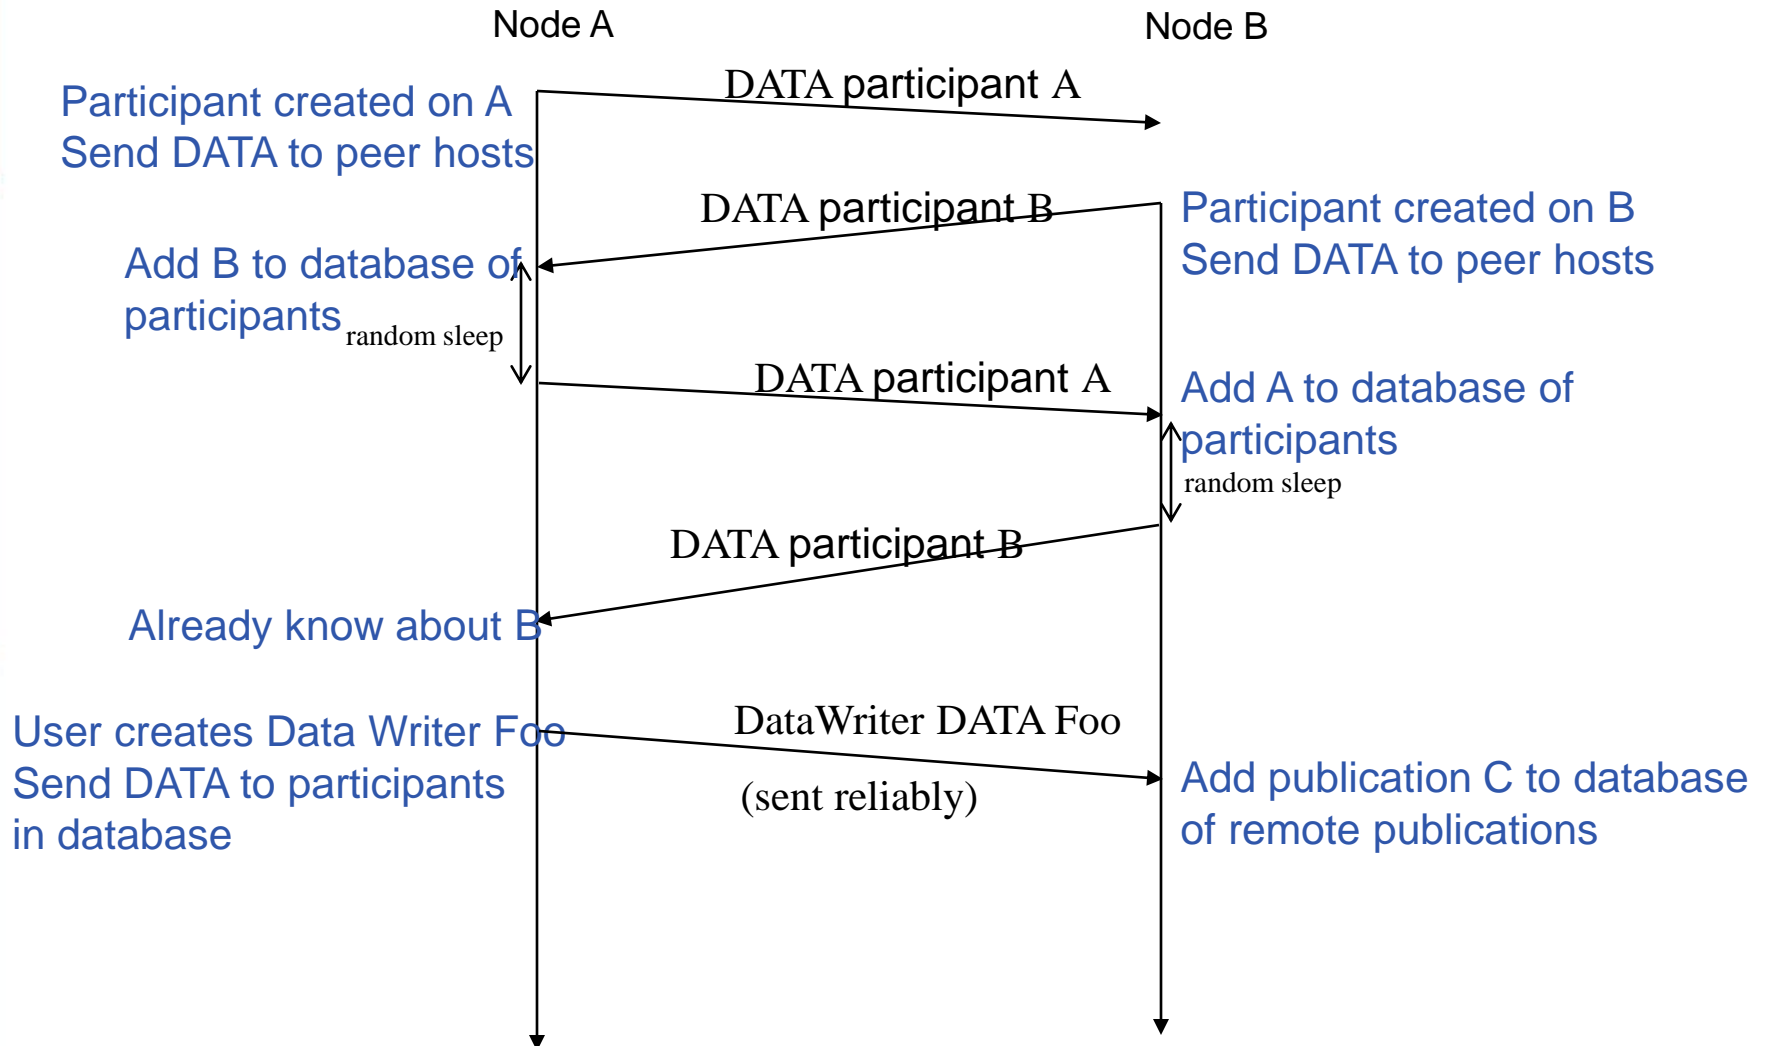 Node A
Node B
DATA participant A
Participant created on A
Send DATA to peer hosts
DATA participant B
Participant created on B
Send DATA to peer hosts
Add B to database of
participants
random sleep
DATA participant A
Add A to database of
participants
random sleep
DATA participant B
Already know about B
User creates Data Writer Foo
Send DATA to participants
in database
DataWriter DATA Foo
(sent reliably)
Add publication C to database
of remote publications